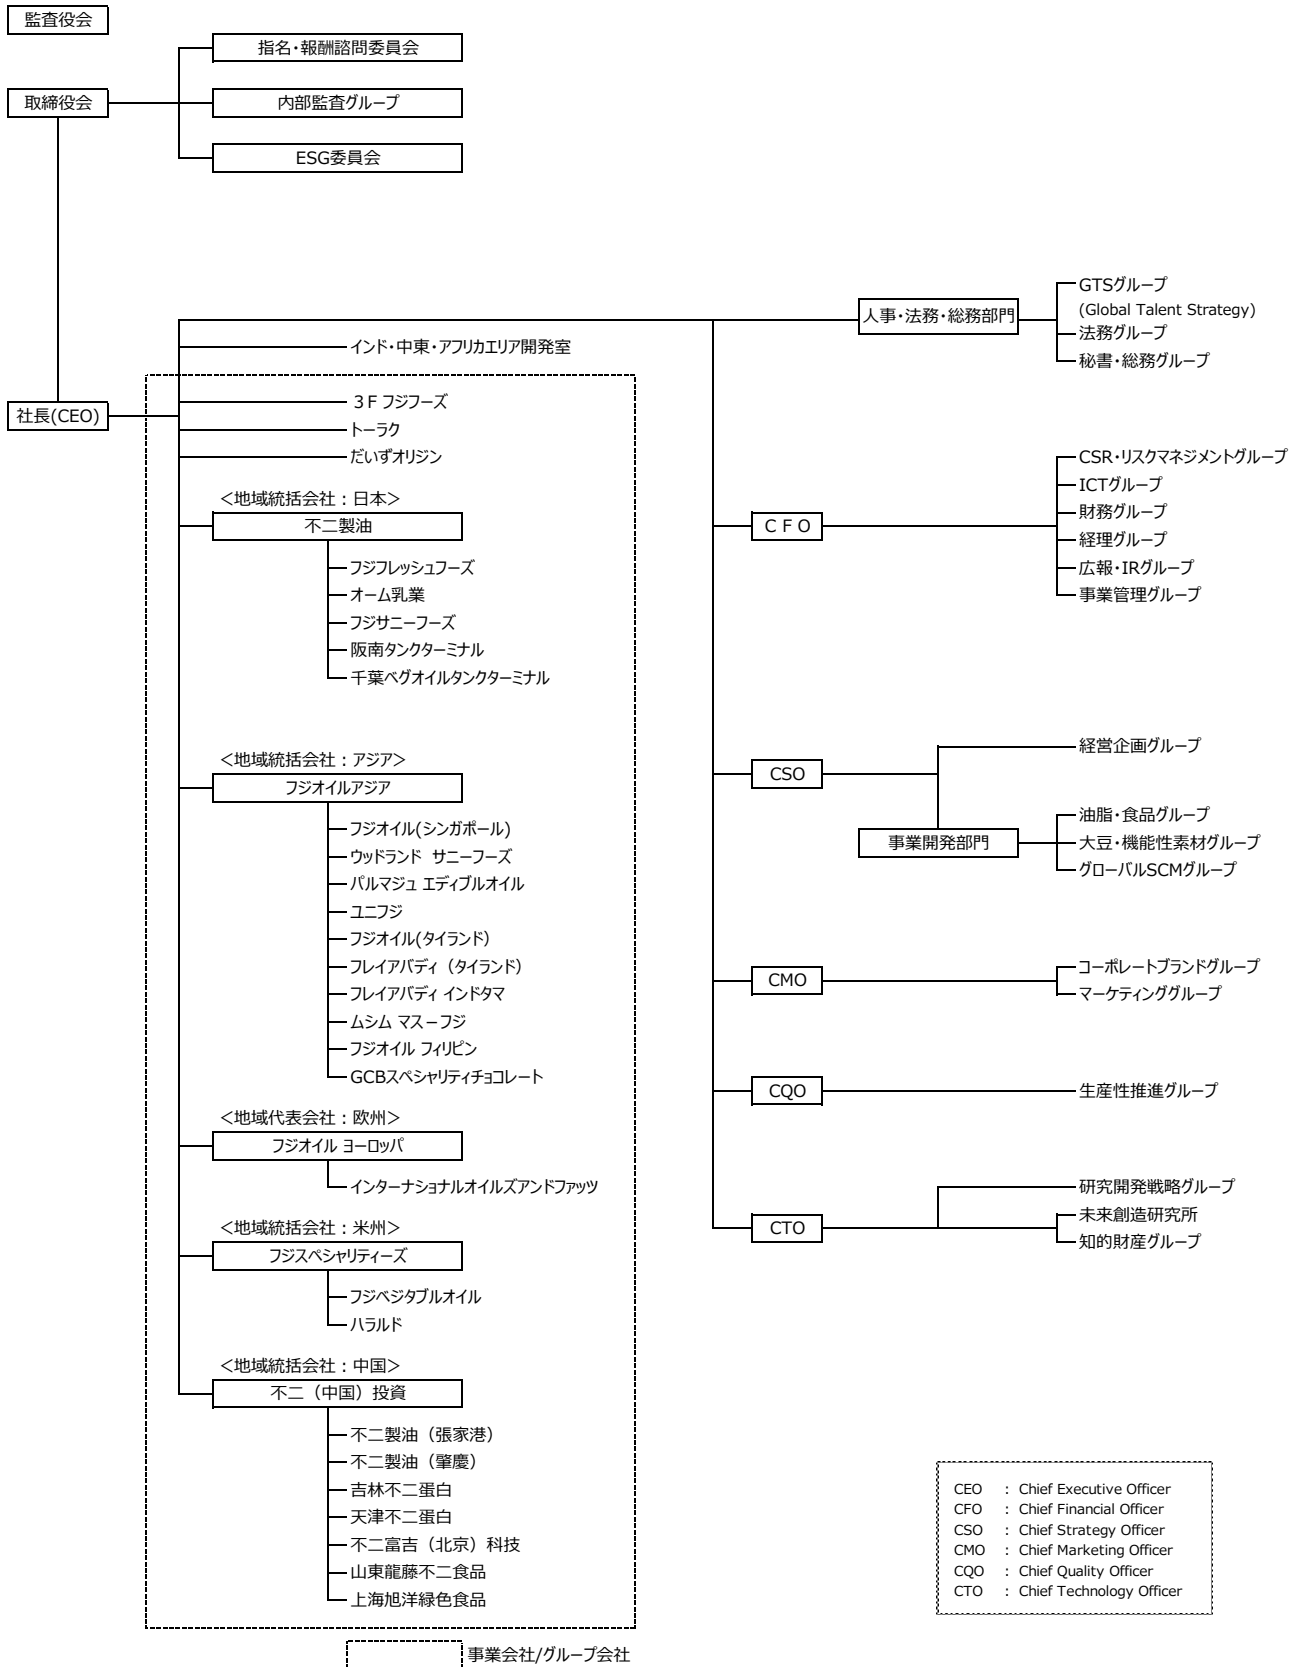 監査役会
指名・報酬諮問委員会
取締役会
内部監査グループ
ESG委員会
社長(CEO)
インド・中東・アフリカエリア開発室
３Ｆ フジフーズ
トーラク
だいずオリジン
＜地域統括会社：日本＞
不二製油
フジフレッシュフーズ
オーム乳業
フジサニーフーズ
阪南タンクターミナル
千葉ベグオイルタンクターミナル
＜地域統括会社：アジア＞
フジオイルアジア
フジオイル(シンガポール)
ウッドランド サニーフーズ
パルマジュ エディブルオイル
ユニフジ
フジオイル(タイランド）
フレイアバディ（タイランド）
フレイアバディ インドタマ
ムシム マス－フジ
フジオイル フィリピン
GCBスペシャリティチョコレート
＜地域代表会社：欧州＞
フジオイル ヨーロッパ
インターナショナルオイルズアンドファッツ
＜地域統括会社：米州＞
フジスペシャリティーズ
フジベジタブルオイル
ハラルド
＜地域統括会社：中国＞
不二（中国）投資
不二製油（張家港）
不二製油（肇慶）
吉林不二蛋白
天津不二蛋白
不二富吉（北京）科技
山東龍藤不二食品
上海旭洋緑色食品
事業会社/グループ会社
人事・法務・総務部門
GTSグループ
(Global Talent Strategy)
法務グループ
秘書・総務グループ
ＣＦＯ
CSR・リスクマネジメントグループ
ICTグループ
財務グループ
経理グループ
広報・IRグループ
事業管理グループ
CSO
経営企画グループ
事業開発部門
油脂・食品グループ
大豆・機能性素材グループ
グローバルSCMグループ
CMO
コーポレートブランドグループ
マーケティンググループ
CQO
生産性推進グループ
CTO
研究開発戦略グループ
未来創造研究所
知的財産グループ
CEO : Chief Executive Officer
CFO : Chief Financial Officer
CSO : Chief Strategy Officer
CMO : Chief Marketing Officer
CQO : Chief Quality Officer
CTO : Chief Technology Officer